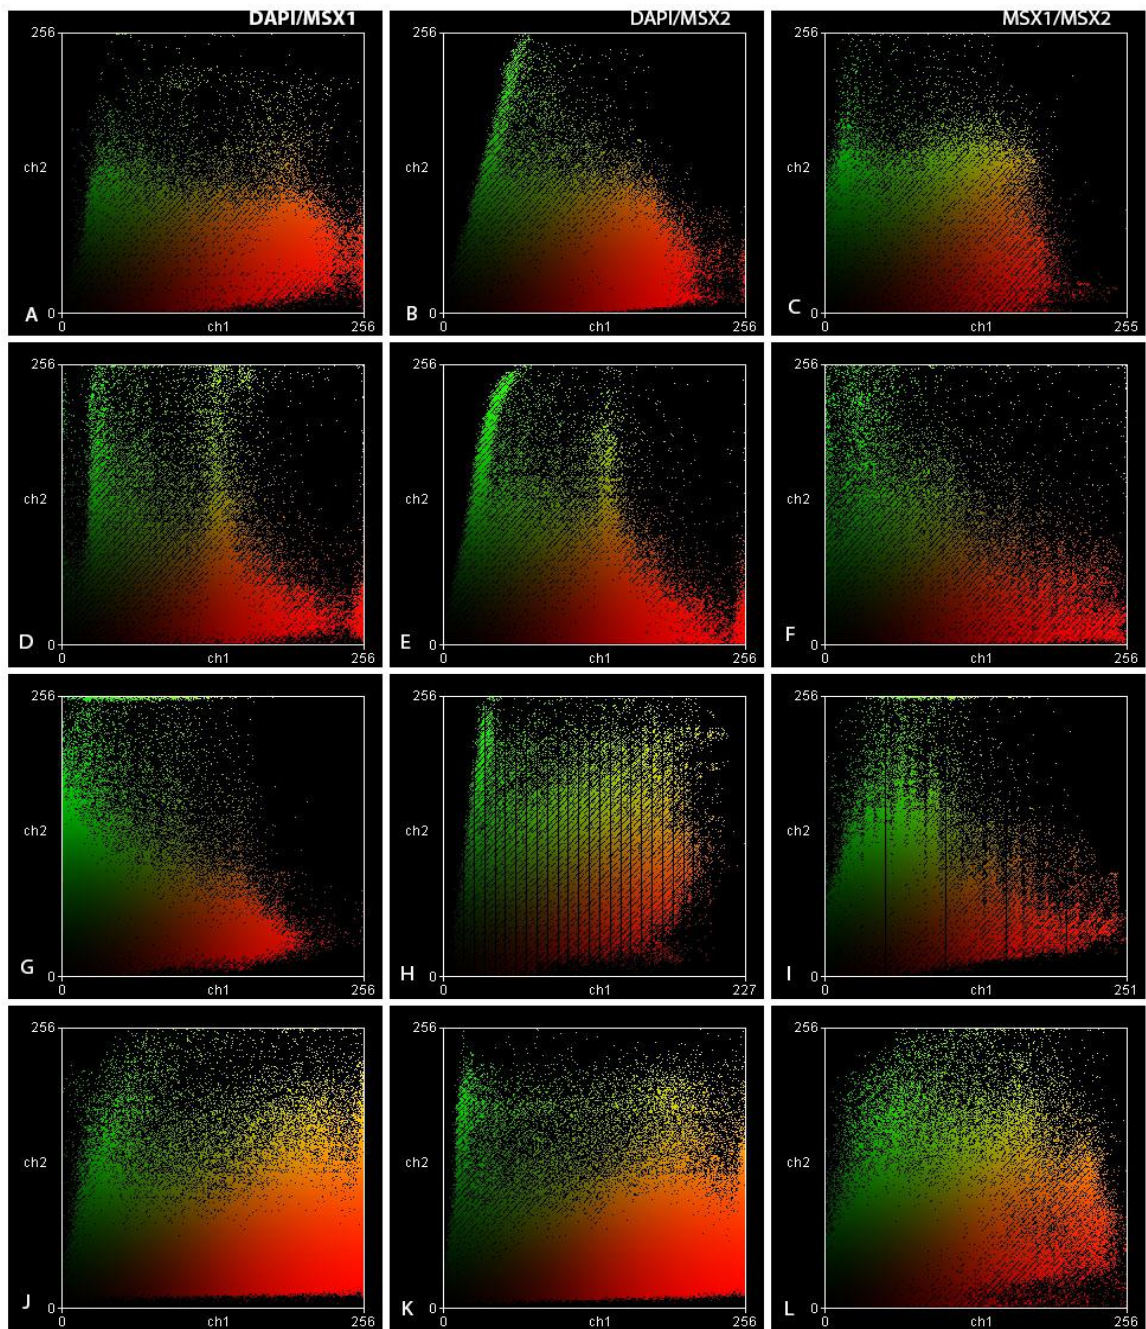 DAPI/MSX1 DAPI/MSX2 MSX1/MSX2
256 256 256
ch2 ch2 ch2
A B C
0 0 0
0 ch1 256 0 ch1 256 0 ch1 255
256 256 256
ch2 ch2 ch2
D E F
0 0 0
0 ch1 256 0 ch1 256 0 ch1 256
256 256 256
ch2 ch2 ch2
G H I
0 0 0
0 ch1 256 0 ch1 227 0 ch1 251
256 256 256
ch2 ch2 ch2
J K L
0 0 0
0 ch1 256 0 ch1 256 0 ch1 256